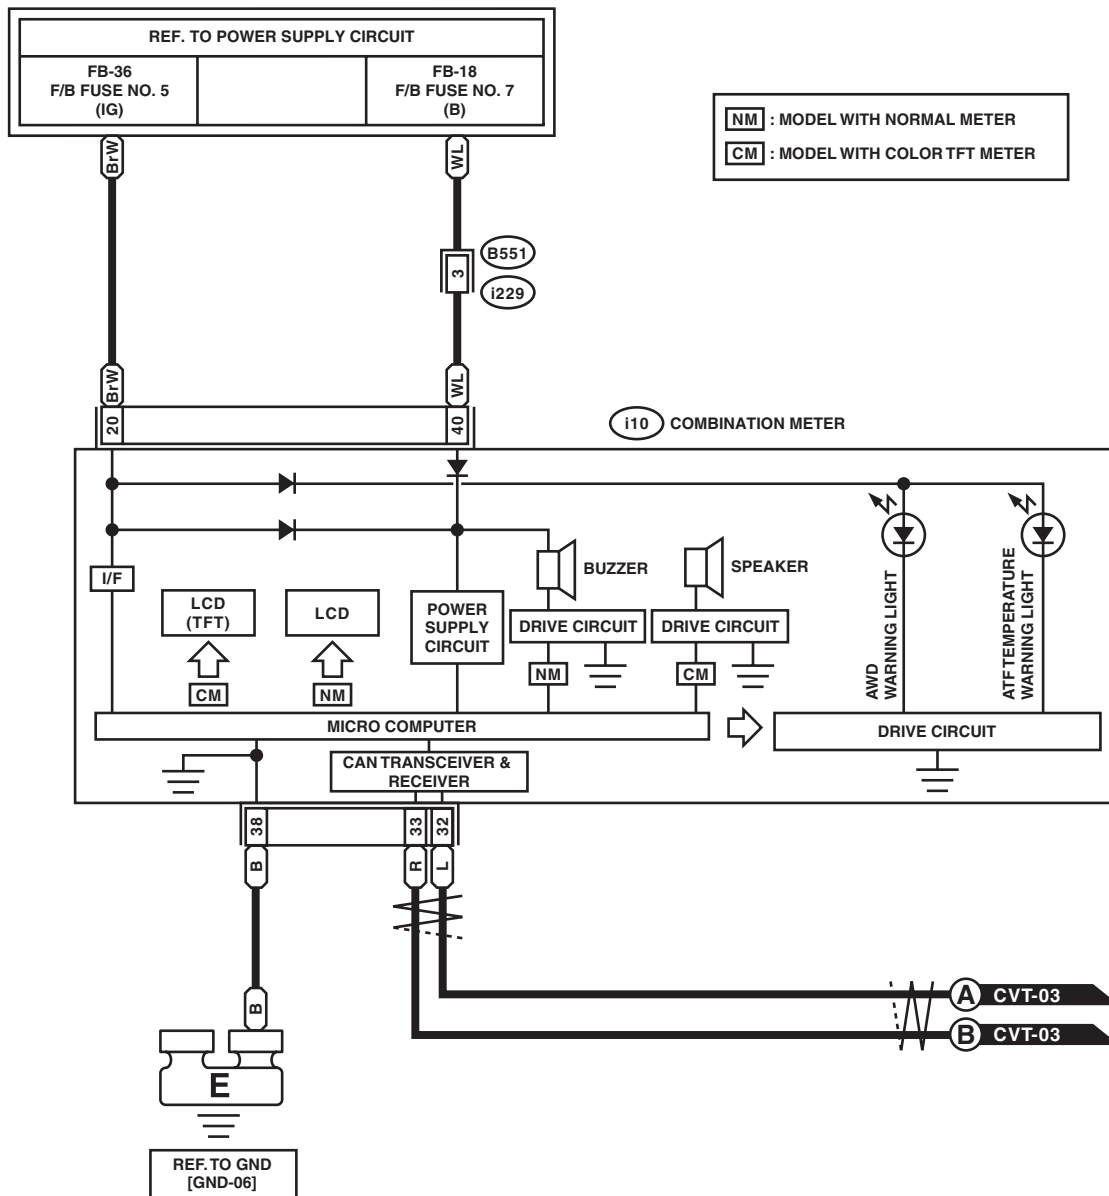 REF. TO POWER SUPPLY CIRCUIT
FB-36
F/B FUSE NO. 5
(IG)
FB-18
F/B FUSE NO. 7
(B)
NM : MODEL WITH NORMAL METER
CM : MODEL WITH COLOR TFT METER
BrW
WL
3
B551
i229
BrW
WL
20
40
i10 COMBINATION METER
I/F
LCD
(TFT)
CM
LCD
NM
POWER
SUPPLY
CIRCUIT
BUZZER
DRIVE CIRCUIT
NM
SPEAKER
DRIVE CIRCUIT
CM
AWD
WARNING LIGHT
ATF TEMPERATURE
WARNING LIGHT
MICRO COMPUTER
DRIVE CIRCUIT
CAN TRANSCEIVER &
RECEIVER
38
33
32
B
R
L
B
A CVT-03
B CVT-03
E
REF. TO GND
[GND-06]